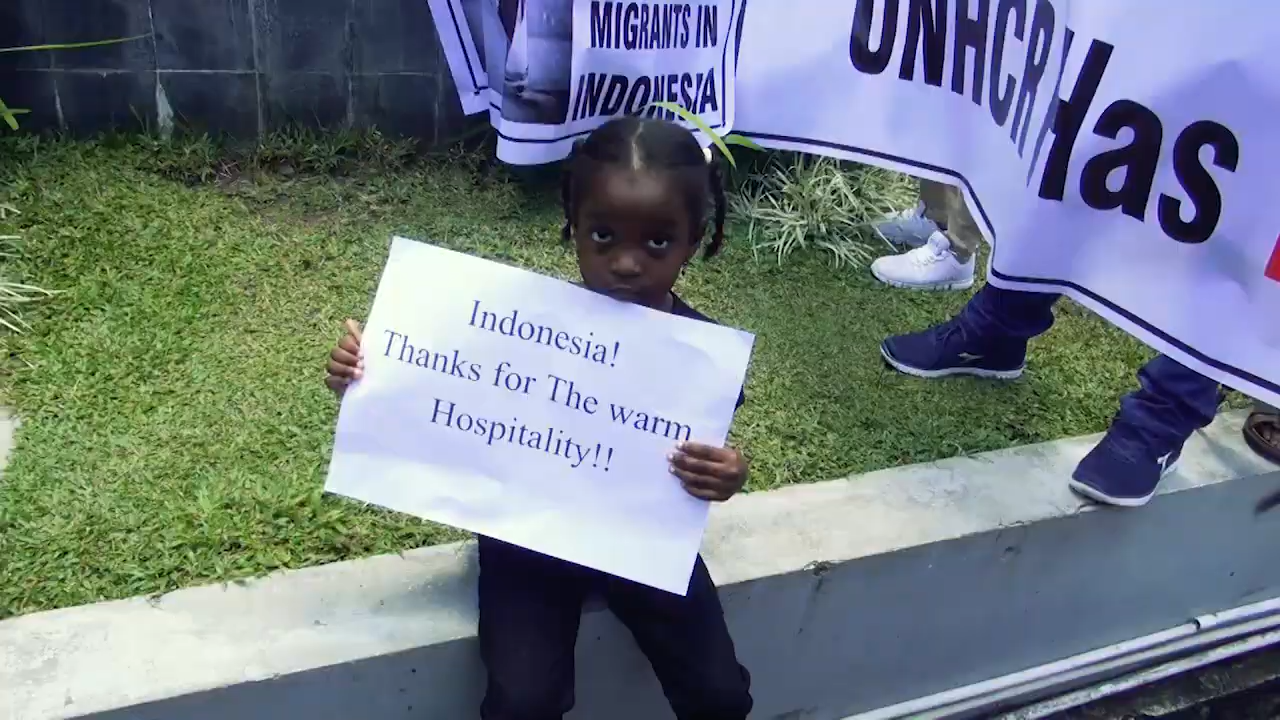 MIGRANTS IN
INDONESIA
UNHCR Has
Indonesia!
Thanks for The warm
Hospitality!!